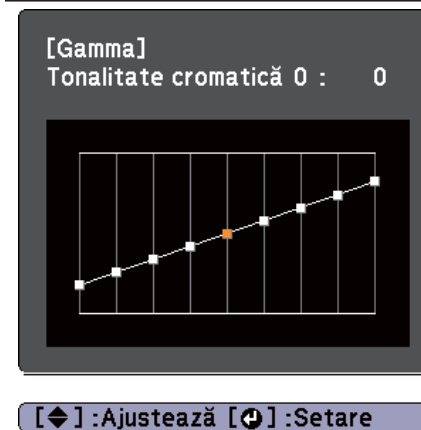 [Gamma]
Tonalitate cromatică 0 : 0
[◆] :Ajustează [↵] :Setare